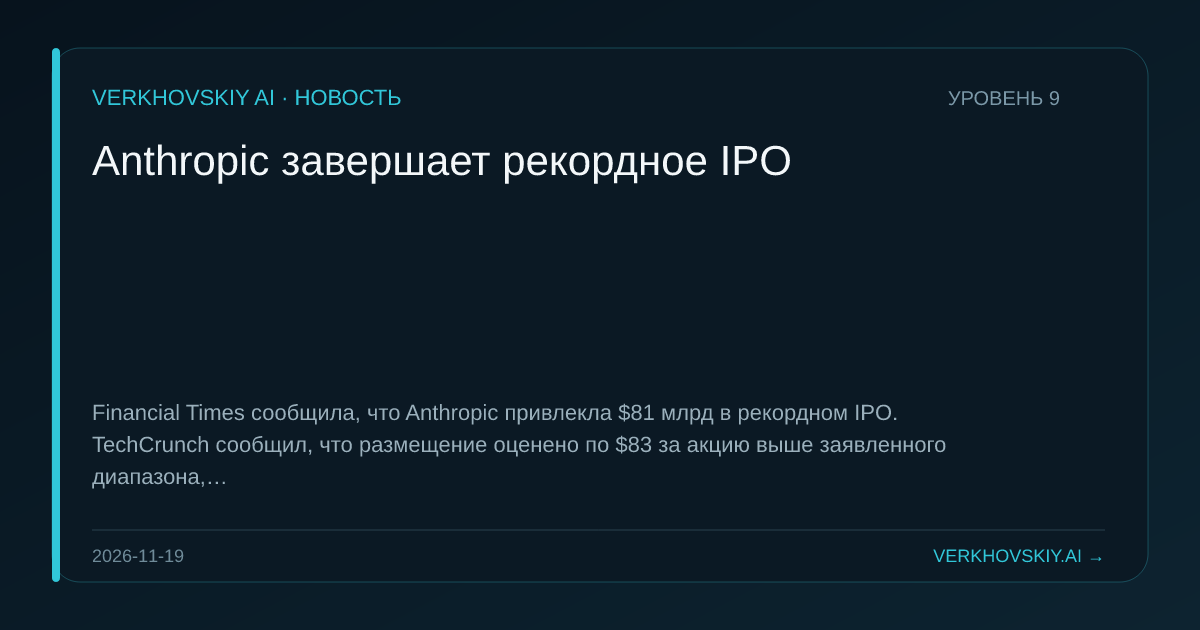 VERKHOVSKIY AI · НОВОСТЬ
УРОВЕНЬ 9
Anthropic завершает рекордное IPO
Financial Times сообщила, что Anthropic привлекла $81 млрд в рекордном IPO.
TechCrunch сообщил, что размещение оценено по $83 за акцию выше заявленного
диапазона,…
2026-11-19
VERKHOVSKIY.AI →